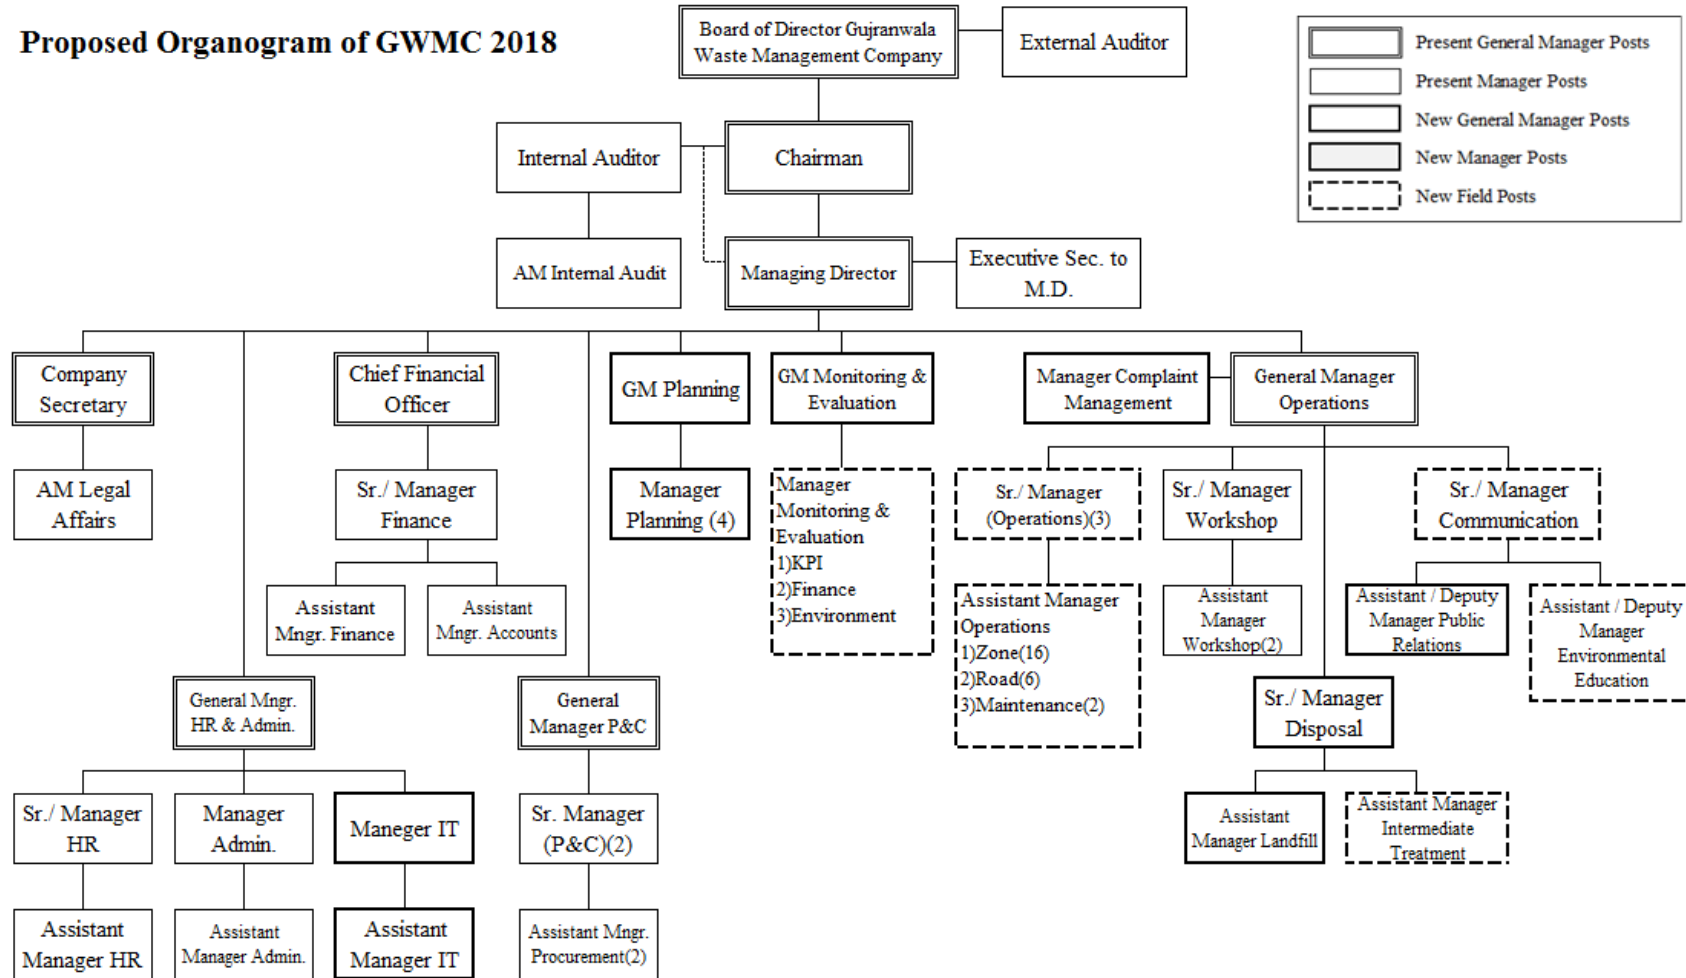 Proposed Organogram of GWMC 2018
Board of Director Gujranwala
Waste Management Company
External Auditor
Present General Manager Posts
Present Manager Posts
New General Manager Posts
New Manager Posts
New Field Posts
Internal Auditor
Chairman
AM Internal Audit
Managing Director
Executive Sec. to
M.D.
Company
Secretary
Chief Financial
Officer
GM Planning
GM Monitoring &
Evaluation
Manager Complaint
Management
General Manager
Operations
AM Legal
Affairs
Sr./ Manager
Finance
Manager
Planning (4)
Manager
Monitoring &
Evaluation
1)KPI
2)Finance
3)Environment
Sr./ Manager
(Operations)(3)
Sr./ Manager
Workshop
Sr./ Manager
Communication
Assistant
Mngr. Finance
Assistant
Mngr. Accounts
Assistant Manager
Operations
1)Zone(16)
2)Road(6)
3)Maintenance(2)
Assistant
Manager
Workshop(2)
Assistant / Deputy
Manager Public
Relations
Assistant / Deputy
Manager
Environmental
Education
General Mngr.
HR & Admin.
General
Manager P&C
Sr./ Manager
Disposal
Sr./ Manager
HR
Manager
Admin.
Maneger IT
Sr. Manager
(P&C)(2)
Assistant
Manager Landfill
Assistant Manager
Intermediate
Treatment
Assistant
Manager HR
Assistant
Manager Admin.
Assistant
Manager IT
Assistant Mngr.
Procurement(2)